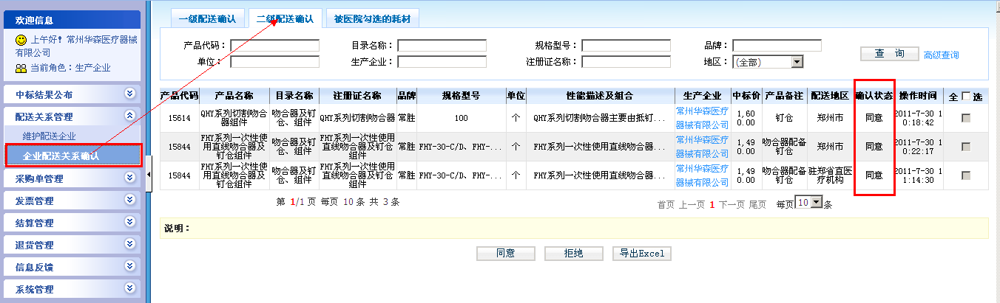 欢迎信息
上午好! 常州华森医疗器械
有限公司
当前角色：生产企业
中标结果公布
配送关系管理
维护配送企业
企业配送关系确认
采购单管理
发票管理
结算管理
退货管理
信息反馈
系统管理
一级配送确认 二级配送确认 被医院勾选的耗材
产品代码： 目录名称： 规格型号： 品牌：
单位： 生产企业： 注册证名称： 地区： (全部)
查 询 高级查询
产品代码 产品名称 目录名称 注册证名称 品牌 规格型号 单位 性能描述及组合 生产企业 中标价 产品备注 配送地区 确认状态 操作时间 全 选
15614 QHY系列切割吻合器组件 吻合器及钉仓、组件 QHY系列切割吻合器 常胜 100 个 QHY系列切割吻合器主要由抵钉... 常州华森医疗器械有限公司 1,600.00 钉仓 郑州市 同意 2011-7-30 10:18:42
15844 FHY系列一次性使用直线吻合器及钉仓组件 吻合器及钉仓、组件 FHY系列一次性使用直线吻合器及钉仓组件 常胜 FHY-30-C/D、FHY-... 个 FHY系列一次性使用直线吻合器... 常州华森医疗器械有限公司 1,490.00 吻合器配备钉仓 郑州市 同意 2011-7-30 10:22:17
15844 FHY系列一次性使用直线吻合器及钉仓组件 吻合器及钉仓、组件 FHY系列一次性使用直线吻合器及钉仓组件 常胜 FHY-30-C/D、FHY-... 个 FHY系列一次性使用直线吻合器... 常州华森医疗器械有限公司 1,490.00 吻合器配备钉仓 驻郑省直医疗机构 同意 2011-7-30 11:14:30
第 1/1 页 每页 10 条 共 3 条 首页 上一页 1 下一页 尾页 每页 10 条
说明：
同意 拒绝 导出Excel